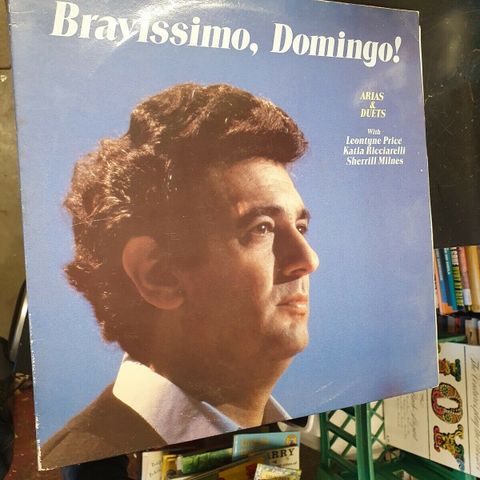 Bravissimo, Domingo!
ARIAS
&
DUETS
With
Leontyne Price
Katia Ricciarelli
Sherrill Milnes